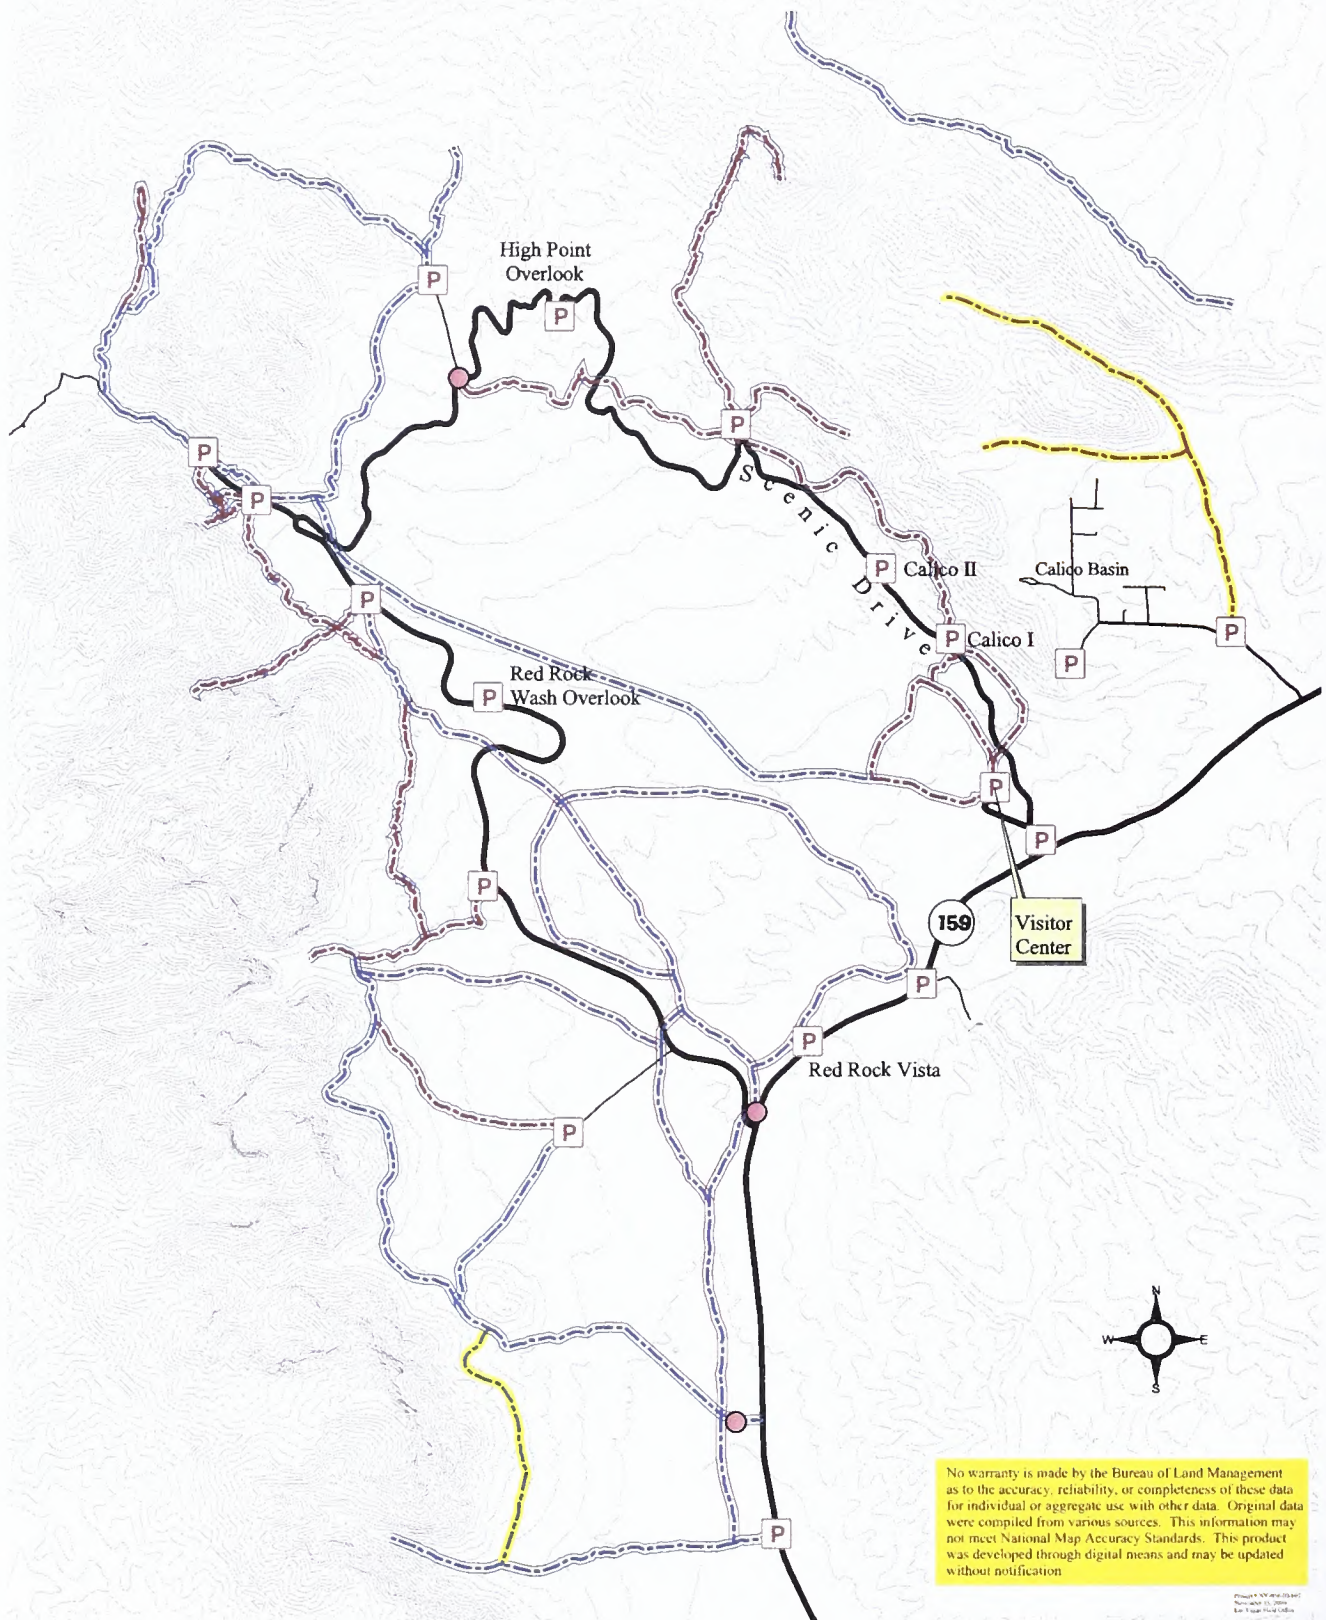 High Point
Overlook
P
P
P
P
P
P
Scenic Drive
P
Calico II
Calico Basin
P
Calico I
P
P
Red Rock
P
Wash Overlook
P
P
P
159
Visitor
Center
P
P
Red Rock Vista
P
N
W
E
S
No warranty is made by the Bureau of Land Management
as to the accuracy, reliability, or completeness of these data
for individual or aggregate use with other data. Original data
were compiled from various sources. This information may
not meet National Map Accuracy Standards. This product
was developed through digital means and may be updated
without notification
P